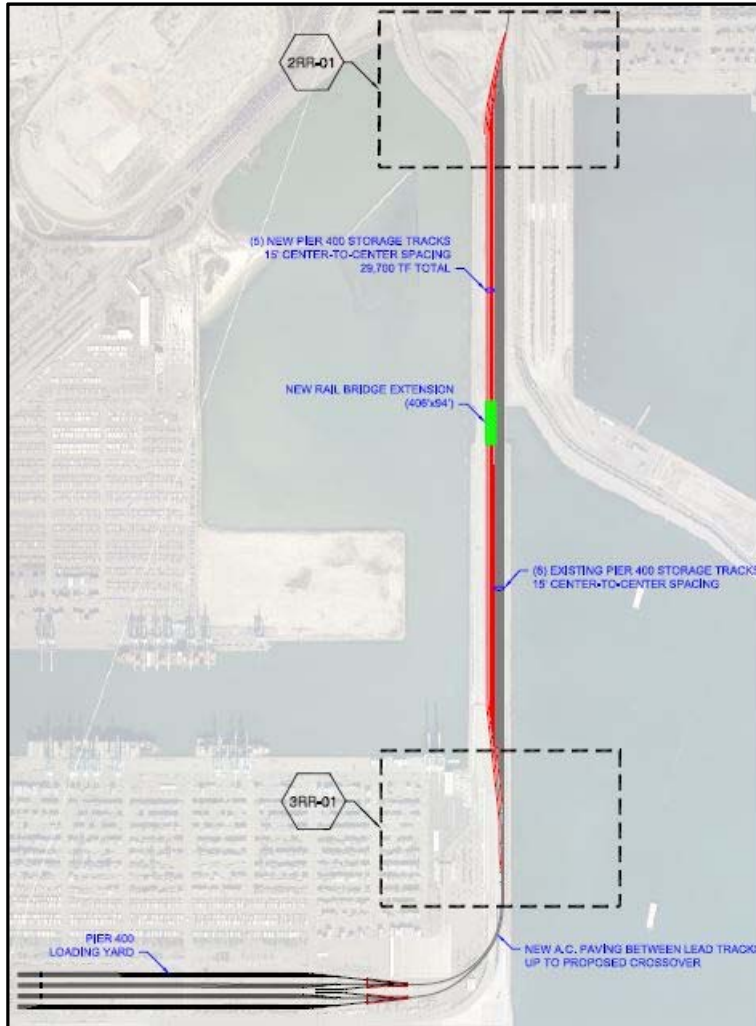 2RR-01
(5) NEW PIER 400 STORAGE TRACKS
15' CENTER-TO-CENTER SPACING
29,700 TF TOTAL
NEW RAIL BRIDGE EXTENSION
(406'x94')
(6) EXISTING PIER 400 STORAGE TRACKS
15' CENTER-TO-CENTER SPACING
3RR-01
PIER 400
LOADING YARD
NEW A.C. PAVING BETWEEN LEAD TRACKS
UP TO PROPOSED CROSSOVER